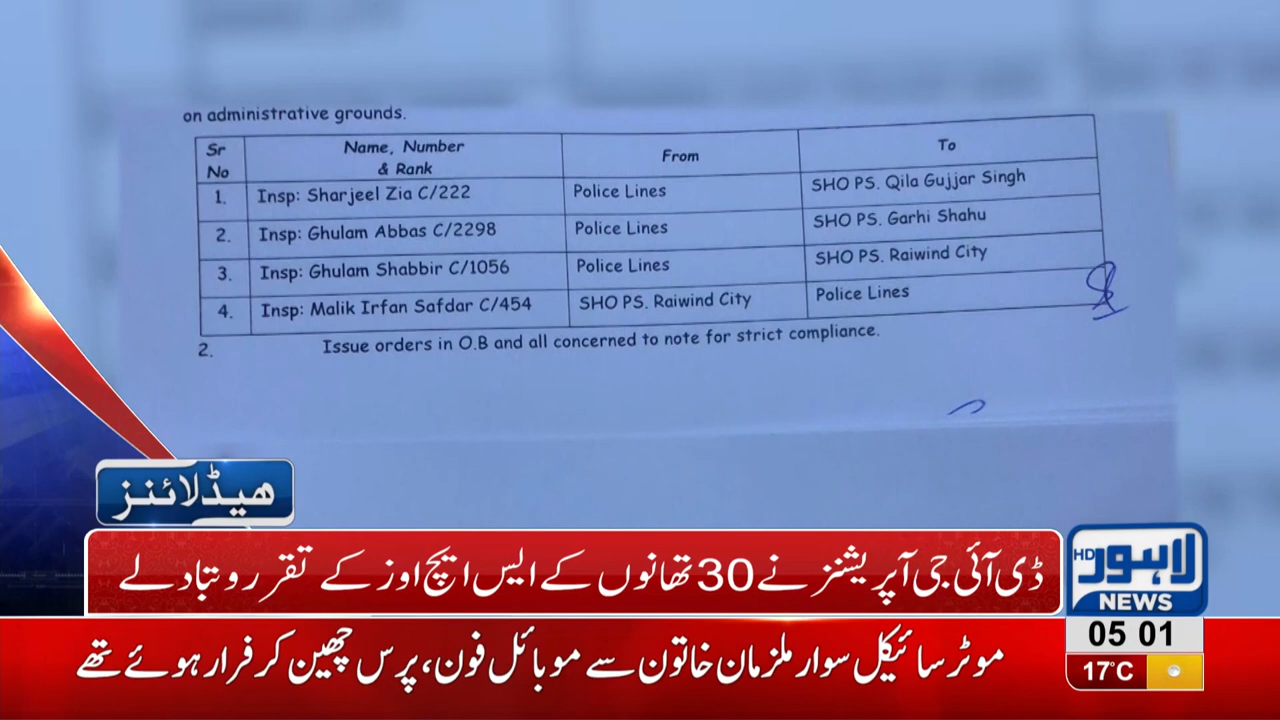 on administrative grounds.
Sr No | Name, Number & Rank | From | To
1. | Insp: Sharjeel Zia C/222 | Police Lines | SHO PS. Qila Gujjar Singh
2. | Insp: Ghulam Abbas C/2298 | Police Lines | SHO PS. Garhi Shahu
3. | Insp: Ghulam Shabbir C/1056 | Police Lines | SHO PS. Raiwind City
4. | Insp: Malik Irfan Safdar C/454 | SHO PS. Raiwind City | Police Lines
2. Issue orders in O.B and all concerned to note for strict compliance.
ھیڈلائنز
ڈی آئی جی آپریشنز نے 30 تھانوں کے ایس ایچ اوز کے تقرر و تبادلے
HD لاہور
NEWS
05 01
موٹرسائیکل سوار ملزمان خاتون سے موبائل فون، پرس چھین کر فرار ہوئے تھے
17°C